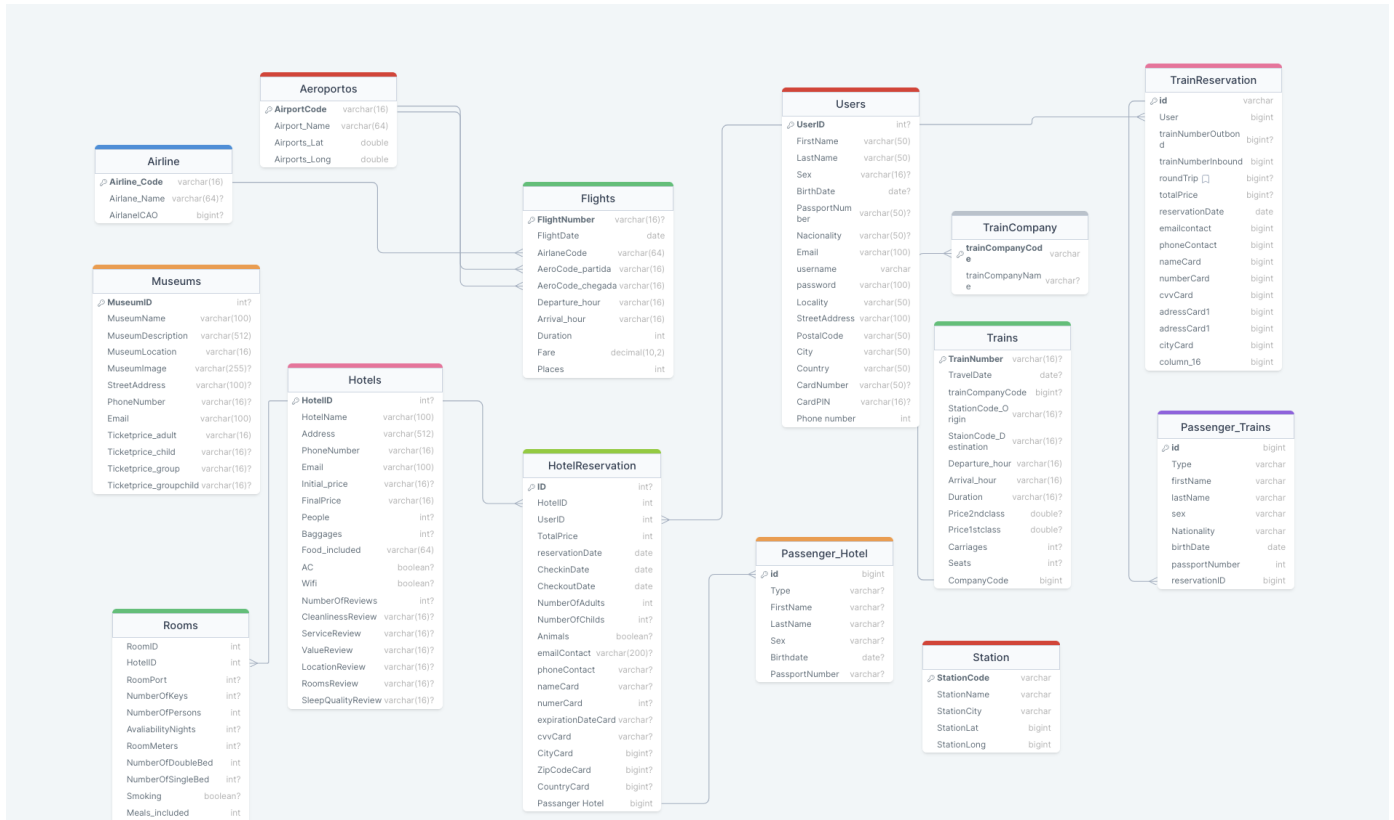 Aeroportos
AirportCode varchar(16)
Airport_Name varchar(64)
Airports_Lat double
Airports_Long double
Airline
Airline_Code varchar(16)
Airlane_Name varchar(64)?
AirlaneICAO bigint?
Museums
MuseumID int?
MuseumName varchar(100)
MuseumDescription varchar(512)
MuseumLocation varchar(16)
MuseumImage varchar(255)?
StreetAddress varchar(100)?
PhoneNumber varchar(16)?
Email varchar(100)
Ticketprice_adult varchar(16)
Ticketprice_child varchar(16)?
Ticketprice_group varchar(16)?
Ticketprice_groupchild varchar(16)?
Rooms
RoomID int
HotelID int
RoomPort int?
NumberOfKeys int?
NumberOfPersons int
AvaliabilityNights int?
RoomMeters int?
NumberOfDoubleBed int
NumberOfSingleBed int?
Smoking boolean?
Meals_included int
Hotels
HotelID int?
HotelName varchar(100)
Address varchar(512)
PhoneNumber varchar(16)
Email varchar(100)
Initial_price varchar(16)?
FinalPrice varchar(16)
People int?
Baggages int?
Food_included varchar(64)
AC boolean?
Wifi boolean?
NumberOfReviews int?
CleanlinessReview varchar(16)?
ServiceReview varchar(16)?
ValueReview varchar(16)?
LocationReview varchar(16)?
RoomsReview varchar(16)?
SleepQualityReview varchar(16)?
Flights
FlightNumber varchar(16)?
FlightDate date
AirlaneCode varchar(64)
AeroCode_partida varchar(16)
AeroCode_chegada varchar(16)
Departure_hour varchar(16)
Arrival_hour varchar(16)
Duration int
Fare decimal(10,2)
Places int
HotelReservation
ID int?
HotelID int
UserID int
TotalPrice int
reservationDate date
CheckinDate date
CheckoutDate date
NumberOfAdults int
NumberOfChilds int?
Animals boolean?
emailContact varchar(200)?
phoneContact varchar?
nameCard varchar?
numerCard int?
expirationDateCard varchar?
cvvCard varchar?
CityCard bigint?
ZipCodeCard bigint?
CountryCard bigint?
Passanger Hotel bigint
Users
UserID int?
FirstName varchar(50)
LastName varchar(50)
Sex varchar(16)?
BirthDate date?
PassportNum
ber varchar(50)?
Nacionality varchar(50)?
Email varchar(100)
username varchar
password varchar(100)
Locality varchar(50)
StreetAddress varchar(100)
PostalCode varchar(50)
City varchar(50)
Country varchar(50)
CardNumber varchar(50)?
CardPIN varchar(16)?
Phone number int
Passenger_Hotel
id bigint
Type varchar?
FirstName varchar?
LastName varchar?
Sex varchar?
Birthdate date?
PassportNumber varchar?
TrainCompany
trainCompanyCod
e varchar
trainCompanyNam
e varchar?
Trains
TrainNumber varchar(16)?
TravelDate date?
trainCompanyCode bigint?
StationCode_O
rigin varchar(16)?
StaionCode_D
estination varchar(16)?
Departure_hour varchar(16)
Arrival_hour varchar(16)
Duration varchar(16)?
Price2ndclass double?
Price1stclass double?
Carriages int?
Seats int?
CompanyCode bigint
Station
StationCode varchar
StationName varchar
StationCity varchar
StationLat bigint
StationLong bigint
TrainReservation
id varchar
User bigint
trainNumberOutbon
d bigint?
trainNumberInbound bigint
roundTrip bigint?
totalPrice bigint?
reservationDate date
emailcontact bigint
phoneContact bigint
nameCard bigint
numberCard bigint
cvvCard bigint
adressCard1 bigint
adressCard1 bigint
cityCard bigint
column_16 bigint
Passenger_Trains
id bigint
Type varchar
firstName varchar
lastName varchar
sex varchar
Nationality varchar
birthDate date
passportNumber int
reservationID bigint